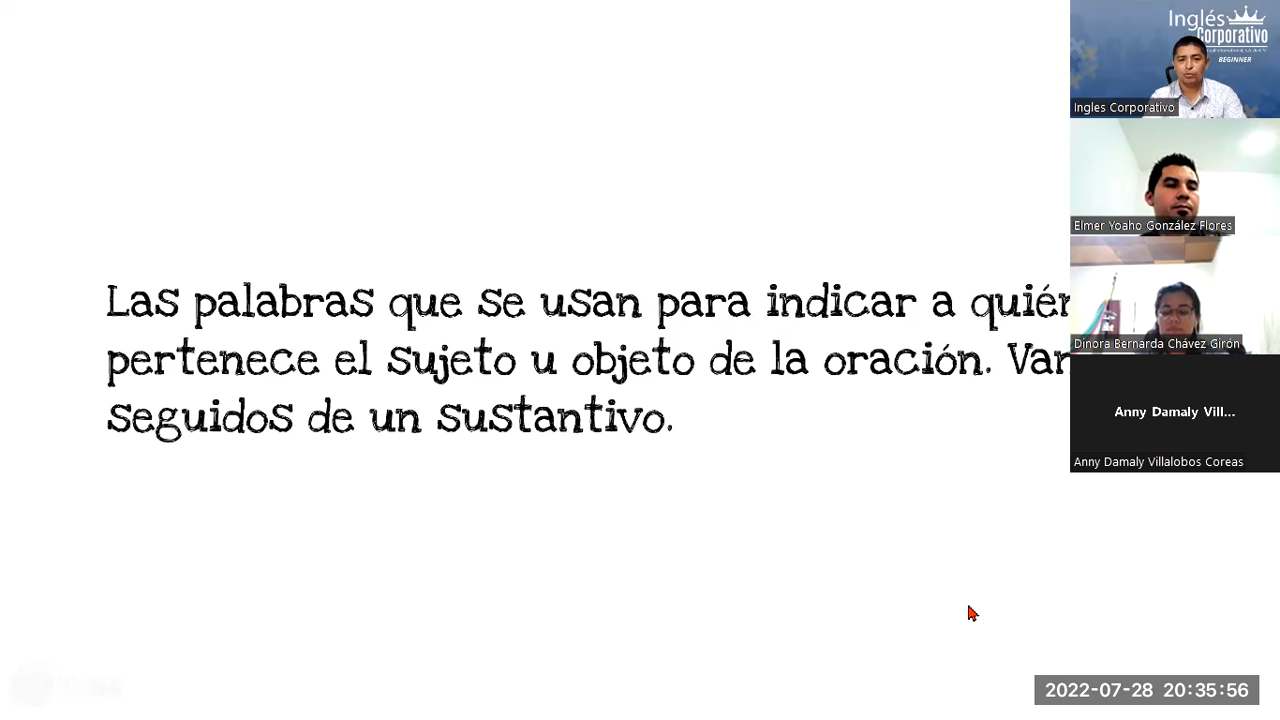 Las palabras que se usan para indicar a quién
pertenece el sujeto u objeto de la oración. Van
seguidos de un sustantivo.
Inglés
Corporativo
BEGINNER
Ingles Corporativo
Elmer Yoaho González Flores
Dinora Bernarda Chávez Girón
Anny Damaly Vill...
Anny Damaly Villalobos Coreas
2022-07-28 20:35:56